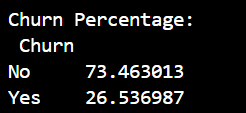 Churn Percentage:
Churn
No 73.463013
Yes 26.536987